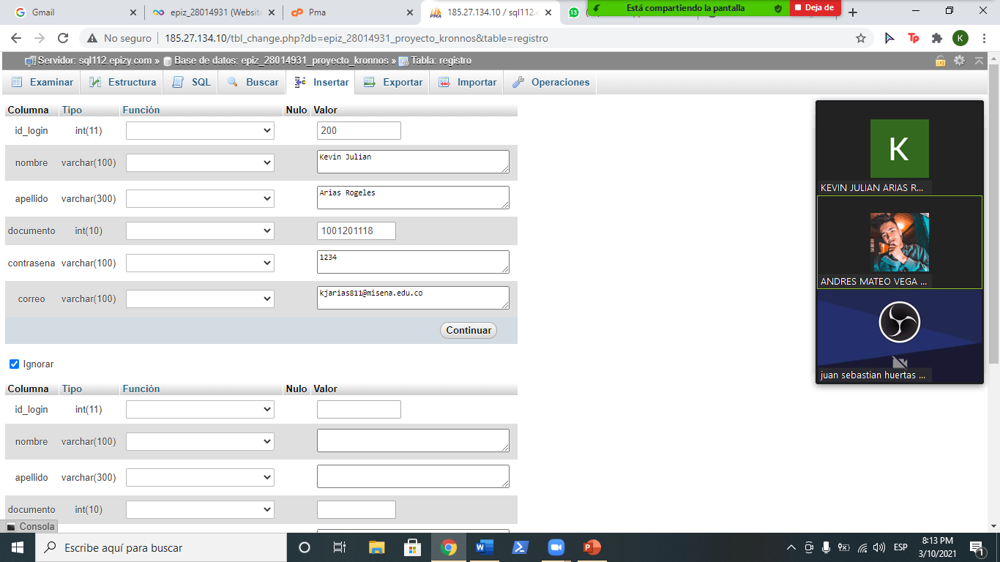 Gmail
epiz_28014931 (Website
Pma
185.27.134.10 / sql112.e
13
Está compartiendo la pantalla
Deja de
No seguro
185.27.134.10/tbl_change.php?db=epiz_28014931_proyecto_kronnos&table=registro
K
Servidor: sql112.epizy.com » Base de datos: epiz_28014931_proyecto_kronnos » Tabla: registro
Examinar Estructura SQL Buscar Insertar Exportar Importar Operaciones
Columna Tipo Función Nulo Valor
id_login int(11) 200
nombre varchar(100) Kevin Julian
apellido varchar(300) Arias Rogeles
documento int(10) 1001201118
contrasena varchar(100) 1234
correo varchar(100) kjarias811@misena.edu.co
Continuar
Ignorar
Columna Tipo Función Nulo Valor
id_login int(11)
nombre varchar(100)
apellido varchar(300)
documento int(10)
Consola
K
KEVIN JULIAN ARIAS R...
ANDRES MATEO VEGA ...
juan sebastian huertas ...
Escribe aquí para buscar
ESP
8:13 PM
3/10/2021
1